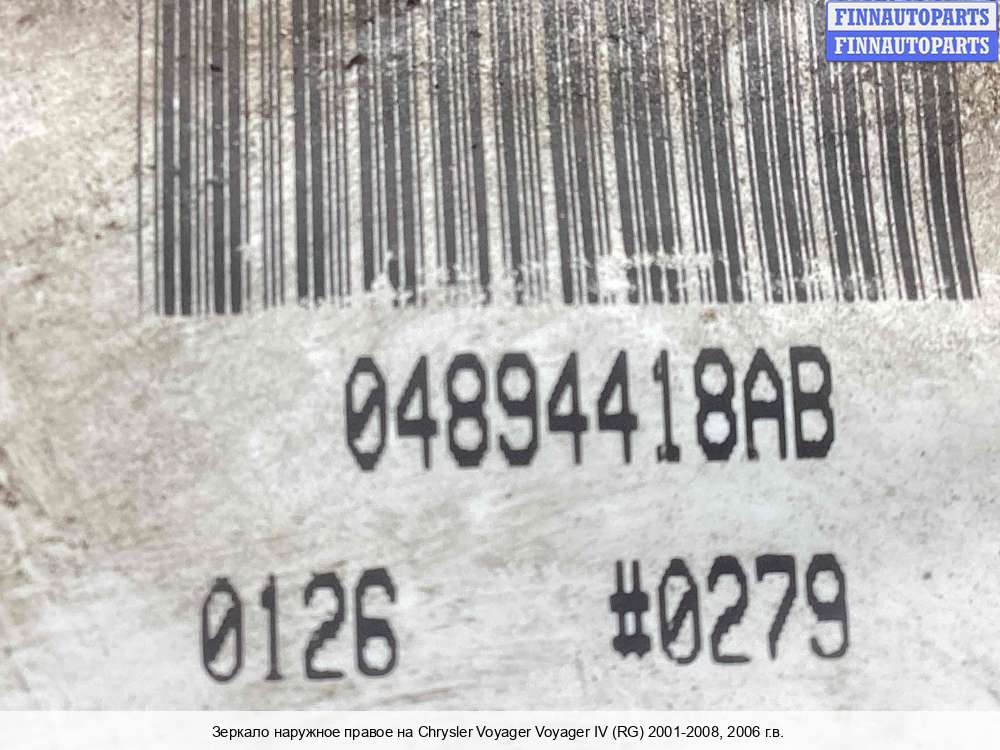 FINNAUTOPARTS
FINNAUTOPARTS
04894418AB
0126 #0279
Зеркало наружное правое на Chrysler Voyager Voyager IV (RG) 2001-2008, 2006 г.в.